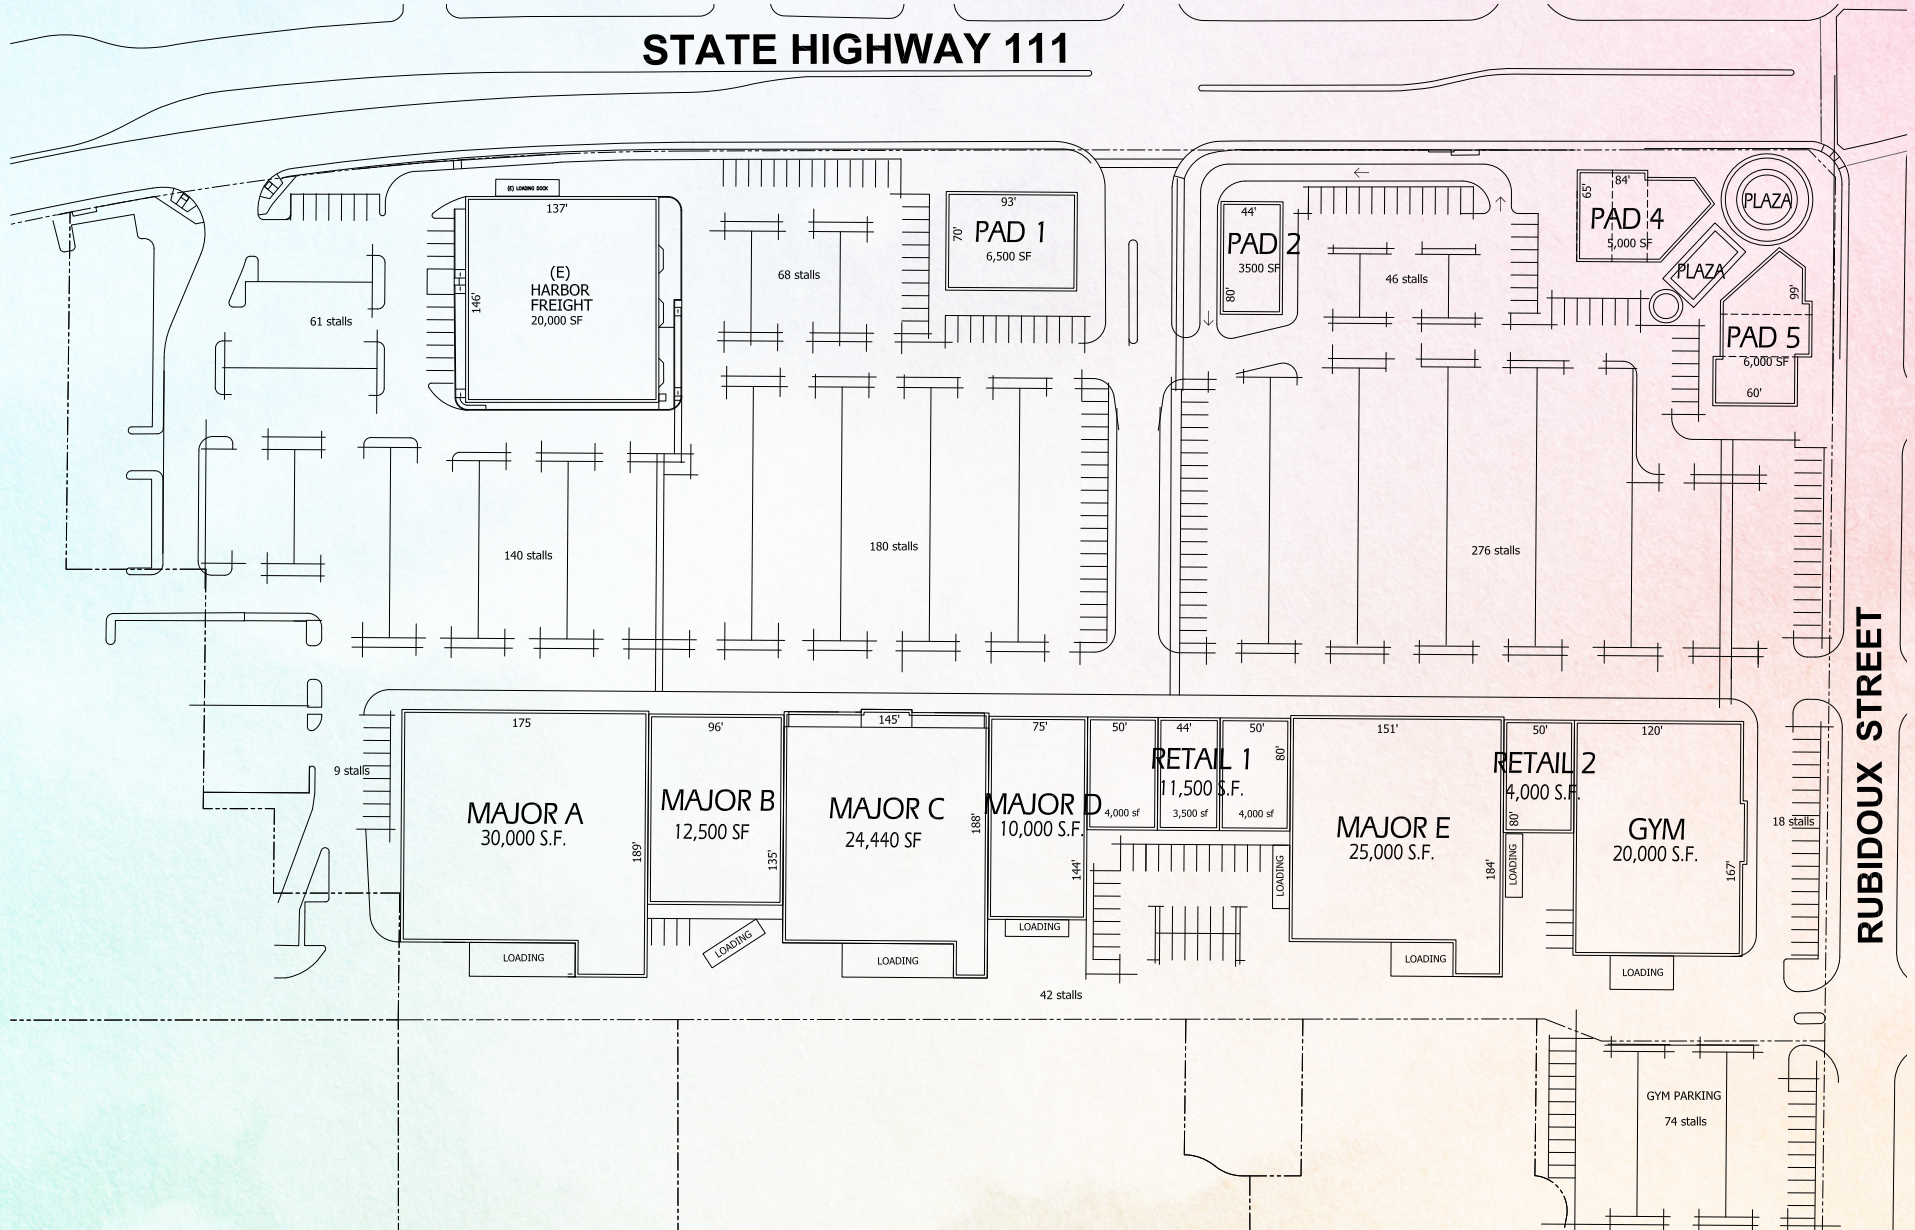 STATE HIGHWAY 111
(E) LOADING DOCK
137'
(E)
HARBOR
FREIGHT
20,000 SF
146'
61 stalls
68 stalls
93'
70'
PAD 1
6,500 SF
44'
PAD 2
3500 SF
80'
46 stalls
84'
65'
PAD 4
5,000 SF
PLAZA
PLAZA
99'
PAD 5
6,000 SF
60'
140 stalls
180 stalls
276 stalls
RUBIDOUX STREET
175
MAJOR A
30,000 S.F.
189'
LOADING
9 stalls
96'
MAJOR B
12,500 SF
135'
LOADING
145'
MAJOR C
24,440 SF
188'
LOADING
75'
MAJOR D
10,000 S.F.
144'
LOADING
50'
44'
50'
80'
RETAIL 1
11,500 S.F.
4,000 sf
3,500 sf
4,000 sf
LOADING
151'
MAJOR E
25,000 S.F.
184'
LOADING
50'
RETAIL 2
4,000 S.F.
80'
LOADING
120'
GYM
20,000 S.F.
167'
LOADING
18 stalls
42 stalls
GYM PARKING
74 stalls